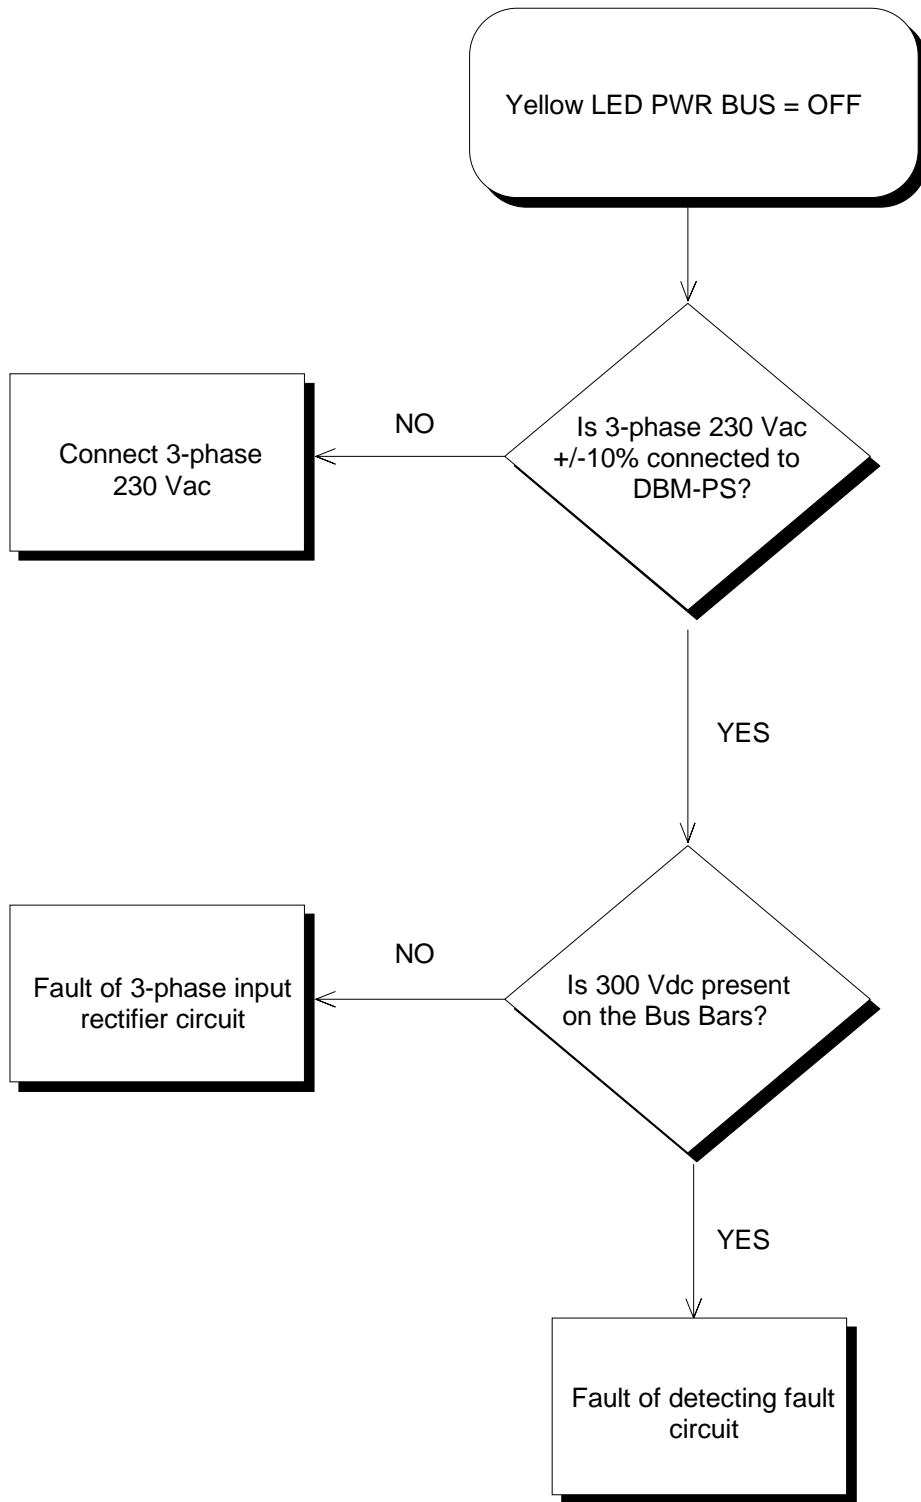 Yellow LED PWR BUS = OFF
NO
Is 3-phase 230 Vac
+/-10% connected to
DBM-PS?
Connect 3-phase
230 Vac
YES
NO
Is 300 Vdc present
on the Bus Bars?
Fault of 3-phase input
rectifier circuit
YES
Fault of detecting fault
circuit